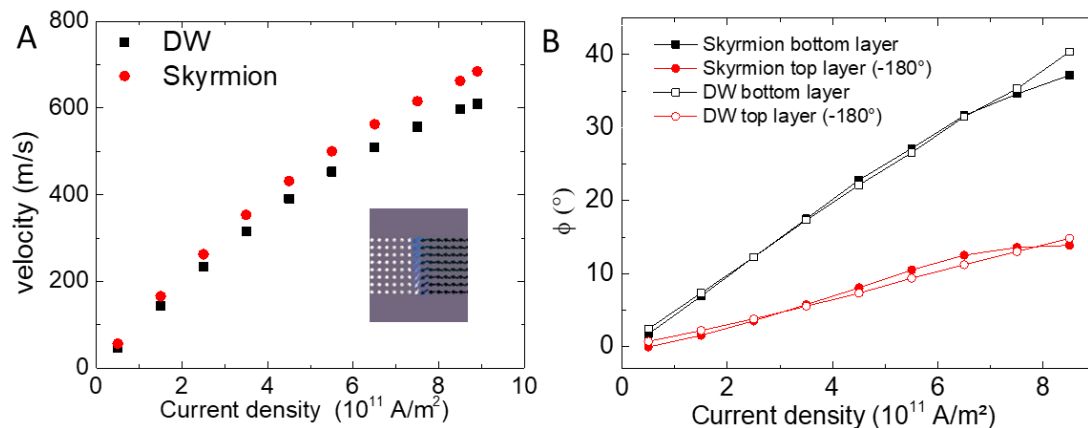 A
DW
Skyrmion
velocity (m/s)
800
600
400
200
0
0 2 4 6 8 10
Current density (10¹¹ A/m²)
B
Skyrmion bottom layer
Skyrmion top layer (-180°)
DW bottom layer
DW top layer (-180°)
ϕ (°)
40
30
20
10
0
0 2 4 6 8
Current density (10¹¹ A/m²)